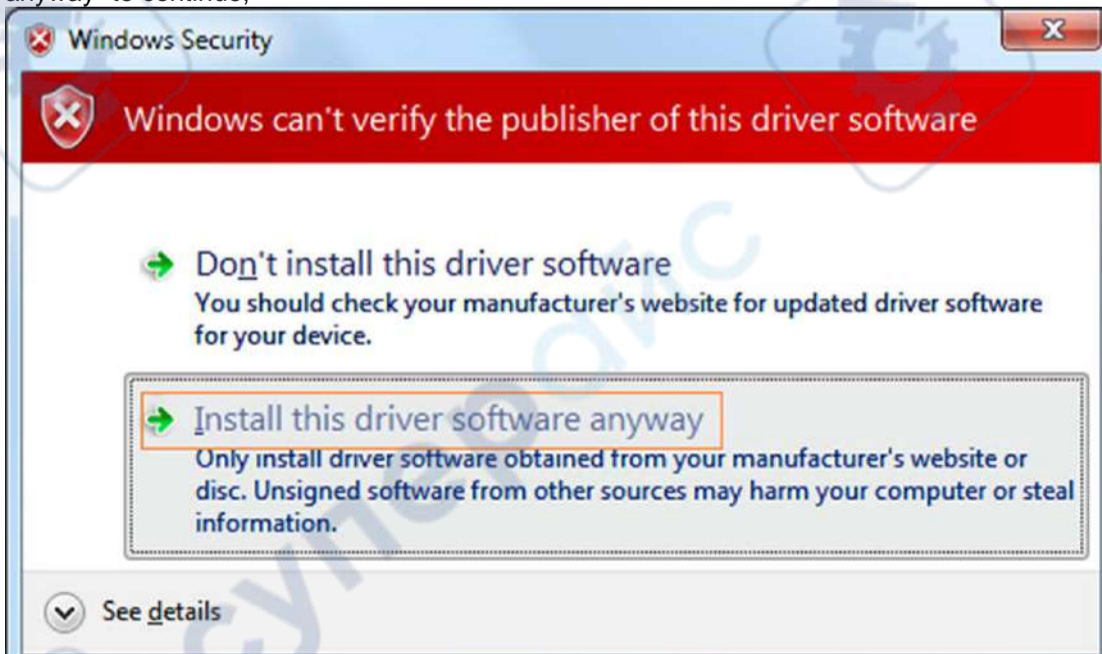 anyway" to continue;
Windows Security
Windows can't verify the publisher of this driver software
Don't install this driver software
You should check your manufacturer's website for updated driver software
for your device.
Install this driver software anyway
Only install driver software obtained from your manufacturer's website or
disc. Unsigned software from other sources may harm your computer or steal
information.
See details
суперайс